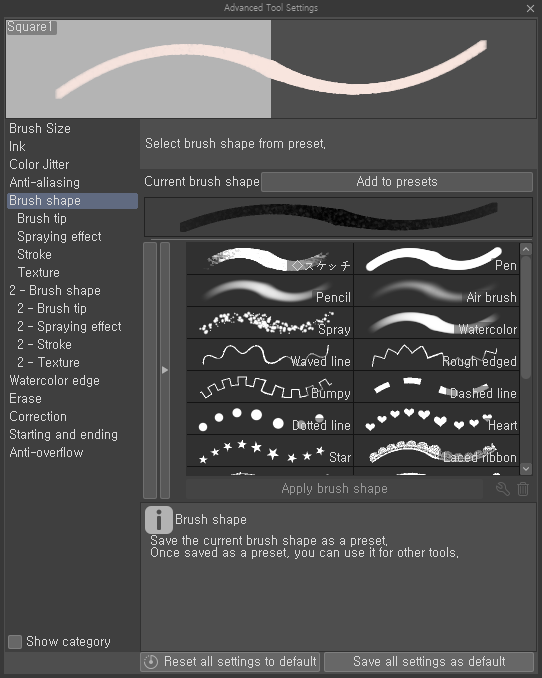 Advanced Tool Settings
Square1
Brush Size
Ink
Color Jitter
Anti-aliasing
Brush shape
Brush tip
Spraying effect
Stroke
Texture
2 - Brush shape
2 - Brush tip
2 - Spraying effect
2 - Stroke
2 - Texture
Watercolor edge
Erase
Correction
Starting and ending
Anti-overflow
Show category
Select brush shape from preset.
Current brush shape
Add to presets
◇スケッチ
Pen
Pencil
Air brush
Spray
Watercolor
Waved line
Rough edged
Bumpy
Dashed line
Dotted line
Heart
Star
Laced ribbon
Apply brush shape
Brush shape
Save the current brush shape as a preset.
Once saved as a preset, you can use it for other tools.
Reset all settings to default
Save all settings as default